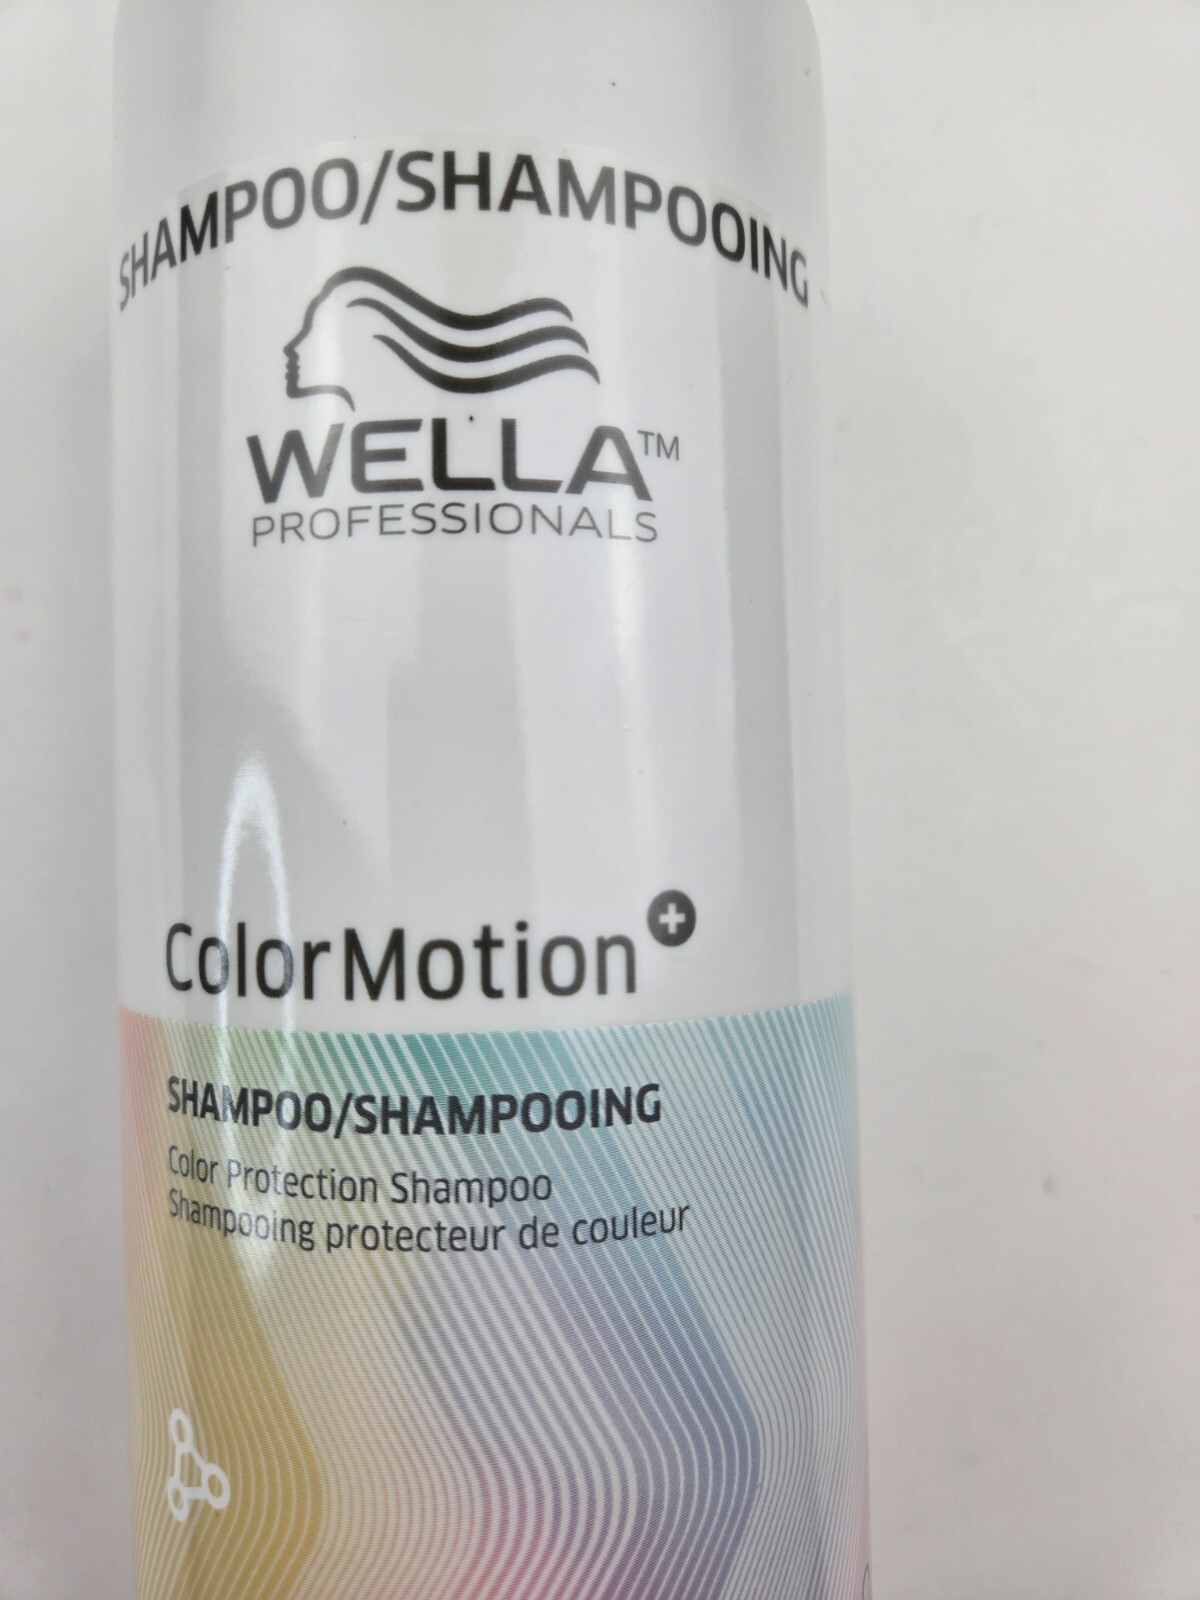 SHAMPOO/SHAMPOOING
WELLA™
PROFESSIONALS
ColorMotion+
SHAMPOO/SHAMPOOING
Color Protection Shampoo
Shampooing protecteur de couleur